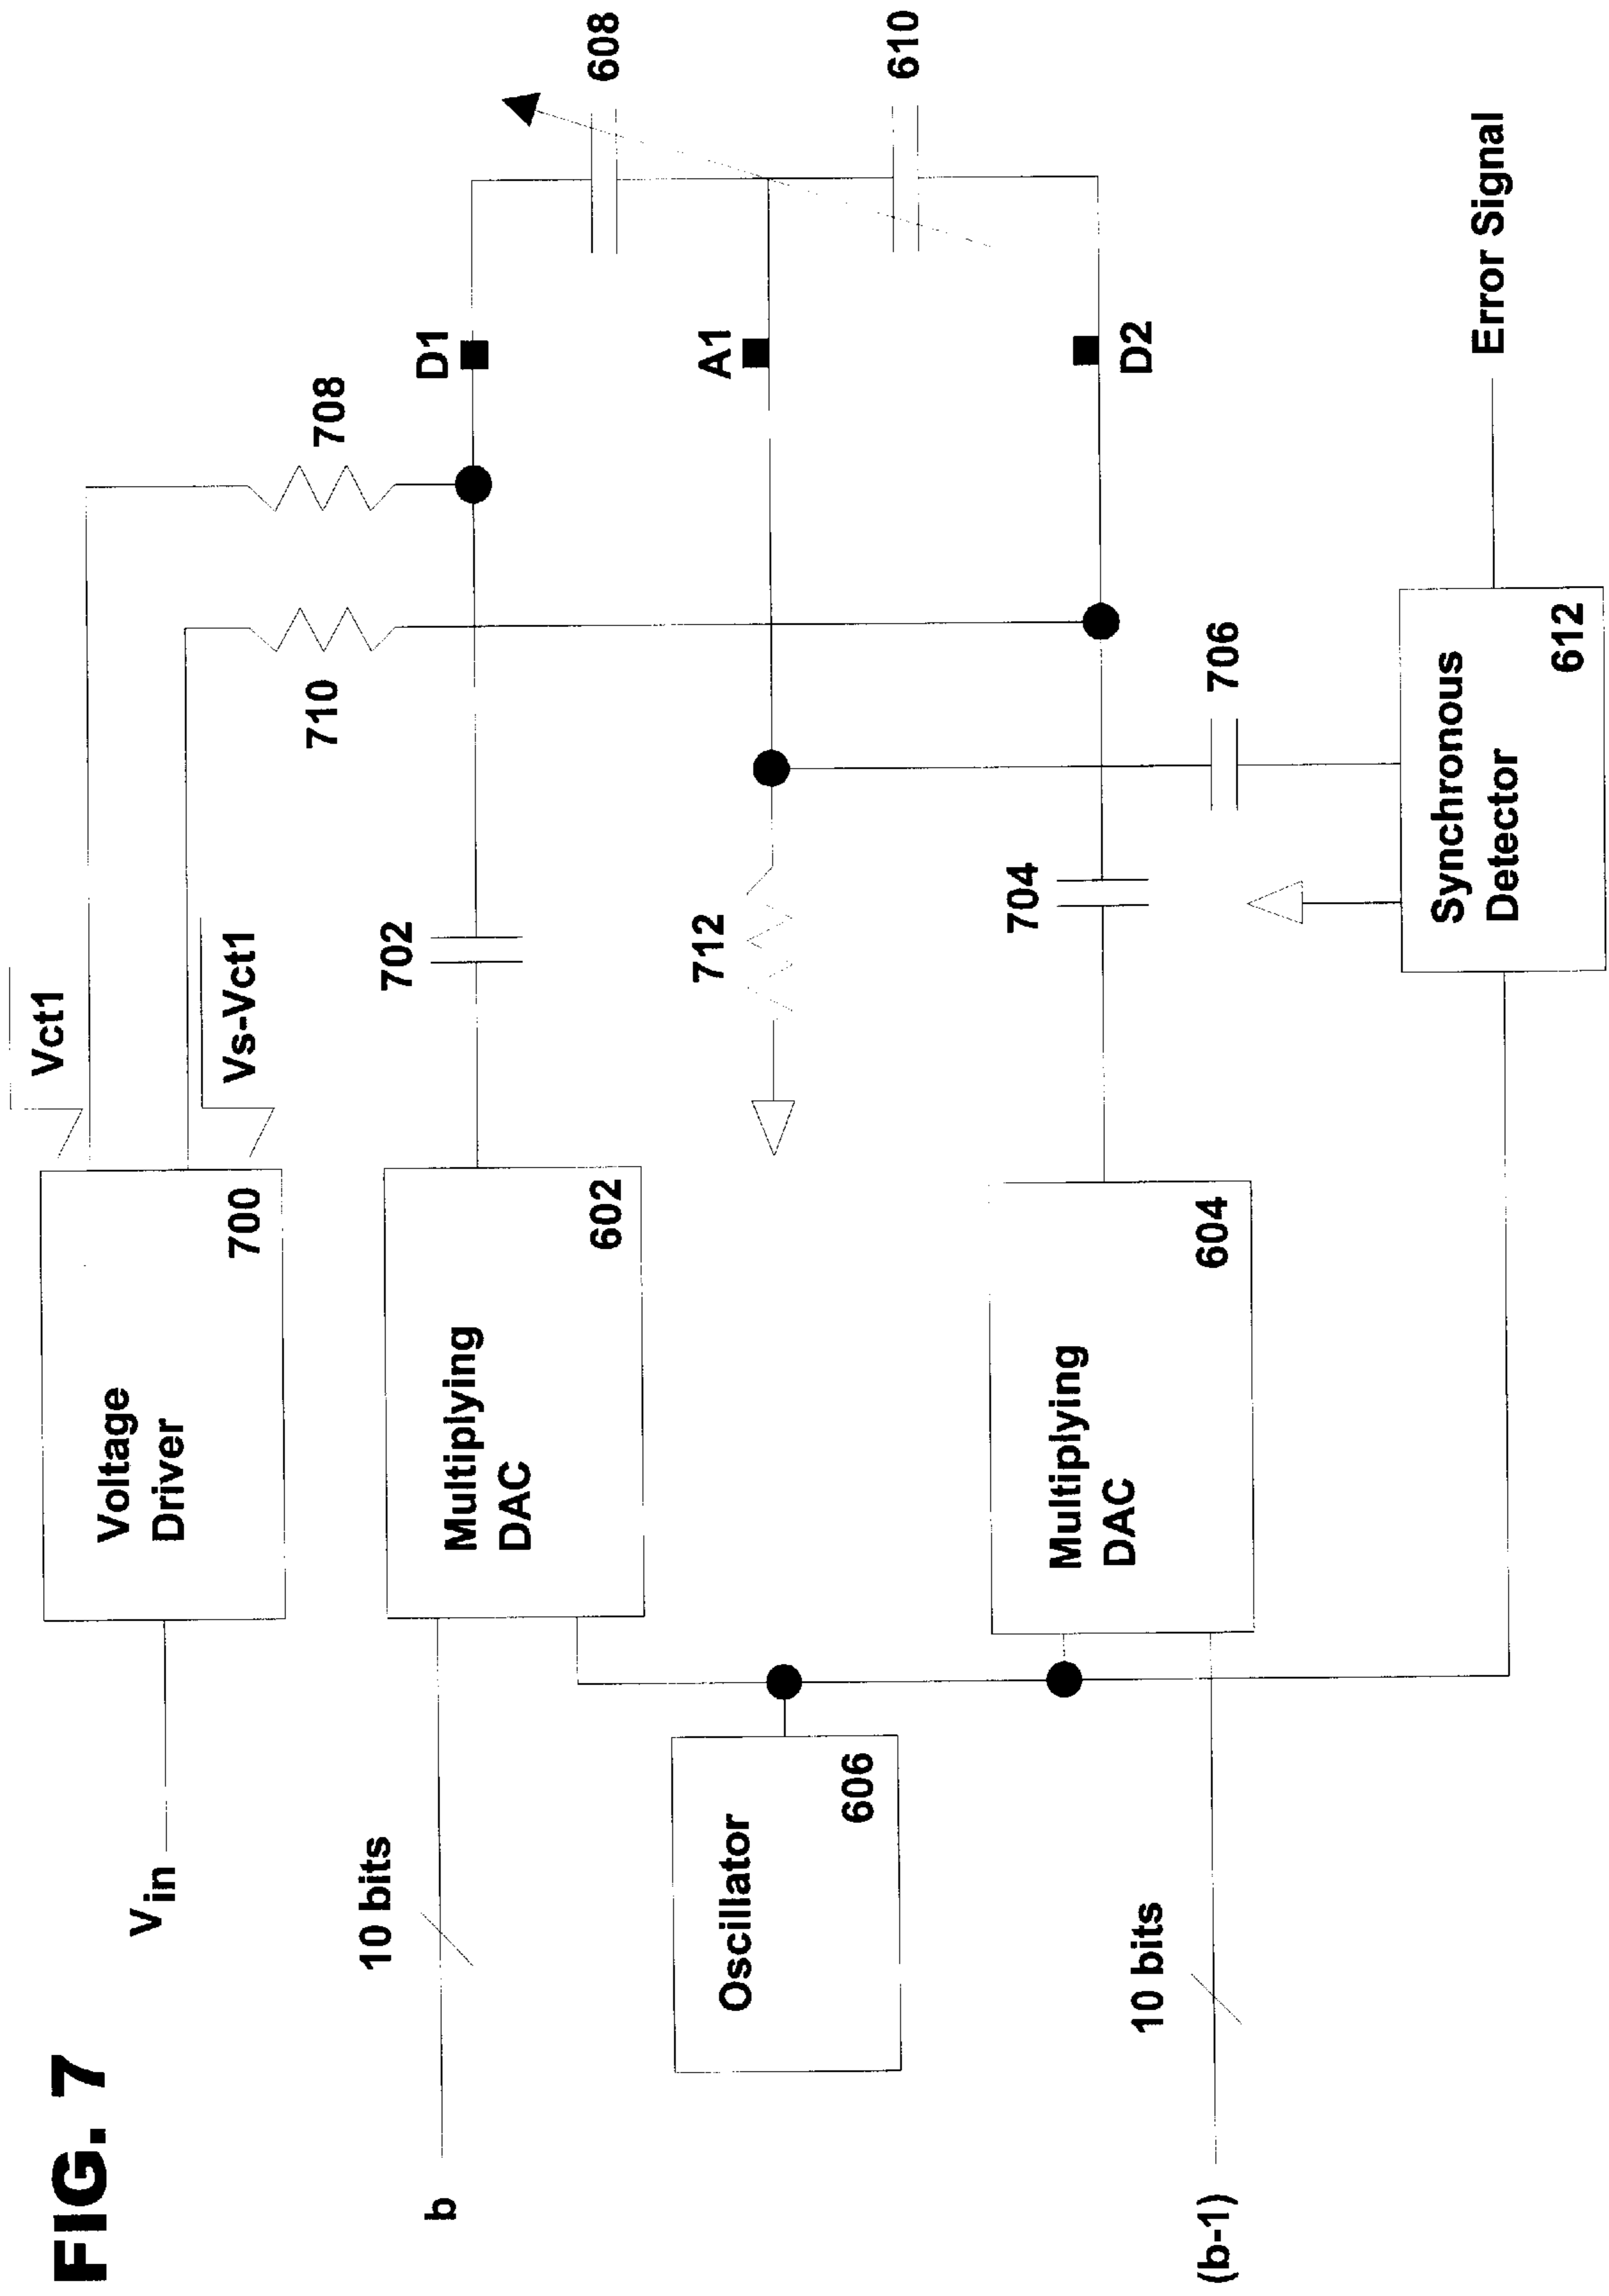 FIG. 7
Vct1
Vs-Vct1
Vin
Voltage
Driver
700
710
708
b
10 bits
Multiplying
DAC
602
702
D1
608
Oscillator
606
712
A1
610
(b-1)
10 bits
Multiplying
DAC
604
704
706
D2
Synchronous
Detector
612
Error Signal